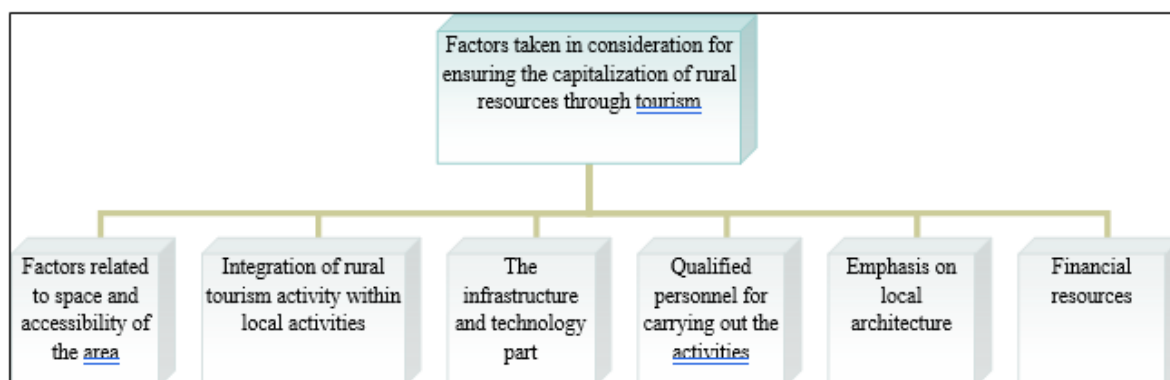 Factors taken in consideration for
ensuring the capitalization of rural
resources through tourism
Factors related
to space and
accessibility of
the area
Integration of rural
tourism activity within
local activities
The
infrastructure
and technology
part
Qualified
personnel for
carrying out the
activities
Emphasis on
local
architecture
Financial
resources